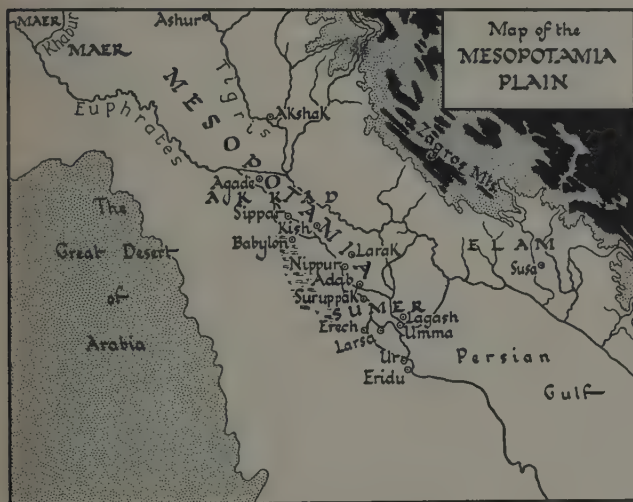 Map of the
MESOPOTAMIA
PLAIN
MAER
Khabur
MAER
Ashur
Tigris
Euphrates
MESOPOTAMIA
Akshak
Zagros Mts.
Agade
AKKAD
Sippar
Kish
Babylon
Larak
Nippur
Adab
Suruppak
SUMER
Lagash
Umma
Erech
Larsa
Ur
Eridu
ELAM
Susa
Persian
Gulf
The
Great Desert
of
Arabia